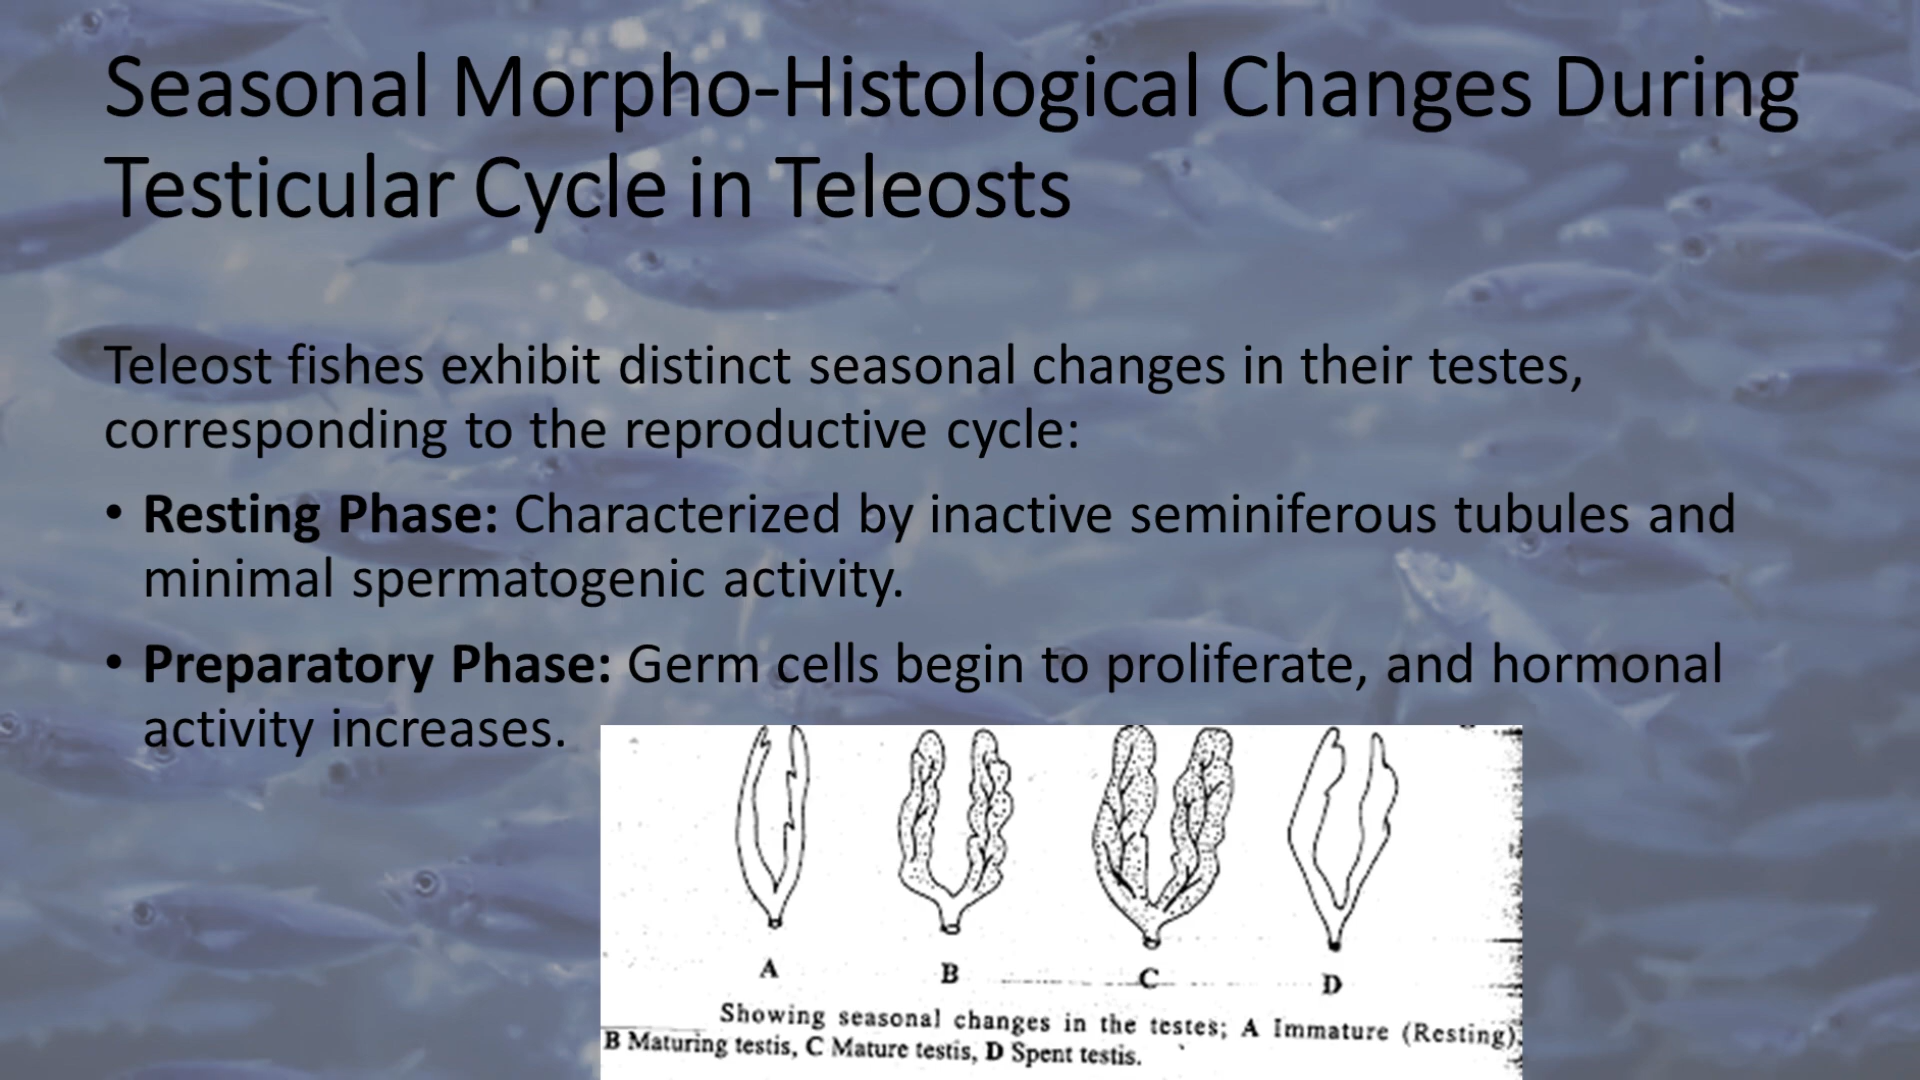 Seasonal Morpho-Histological Changes During
Testicular Cycle in Teleosts
Teleost fishes exhibit distinct seasonal changes in their testes,
corresponding to the reproductive cycle:
• Resting Phase: Characterized by inactive seminiferous tubules and
minimal spermatogenic activity.
• Preparatory Phase: Germ cells begin to proliferate, and hormonal
activity increases.
A B C D
Showing seasonal changes in the testes; A Immature (Resting),
B Maturing testis, C Mature testis, D Spent testis.